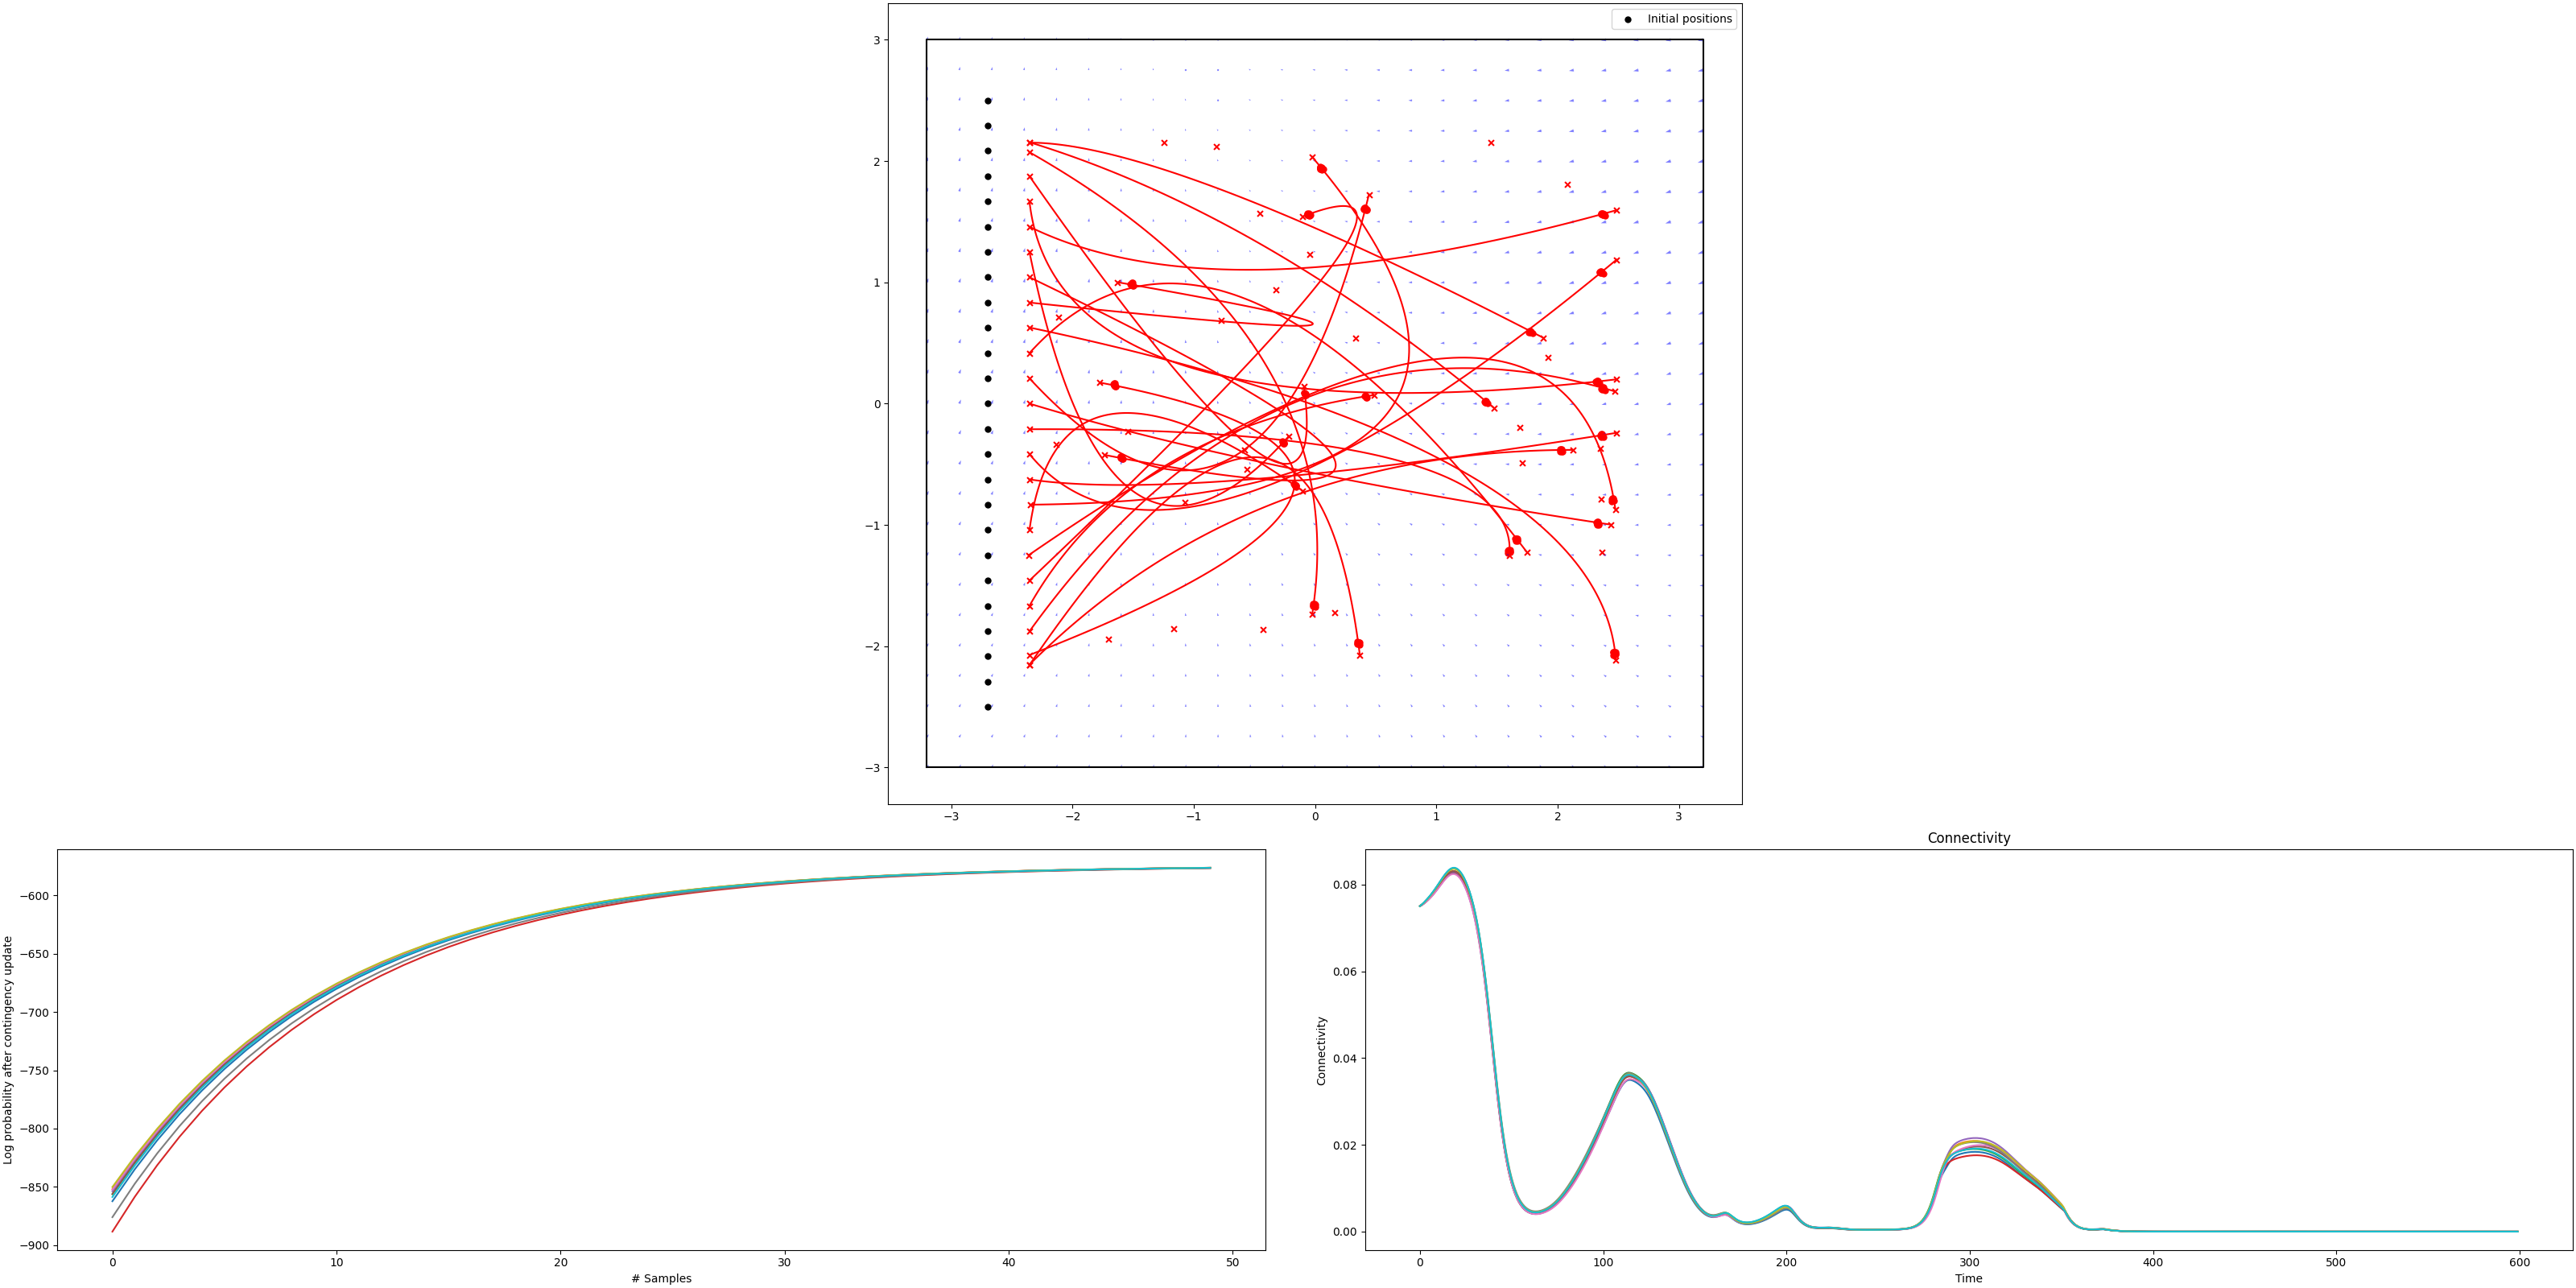 Initial positions
3
2
1
0
−1
−2
−3
−3 −2 −1 0 1 2 3
Log probability after contingency update
−600
−650
−700
−750
−800
−850
−900
0 10 20 30 40 50
# Samples
Connectivity
Connectivity
0.08
0.06
0.04
0.02
0.00
0 100 200 300 400 500 600
Time